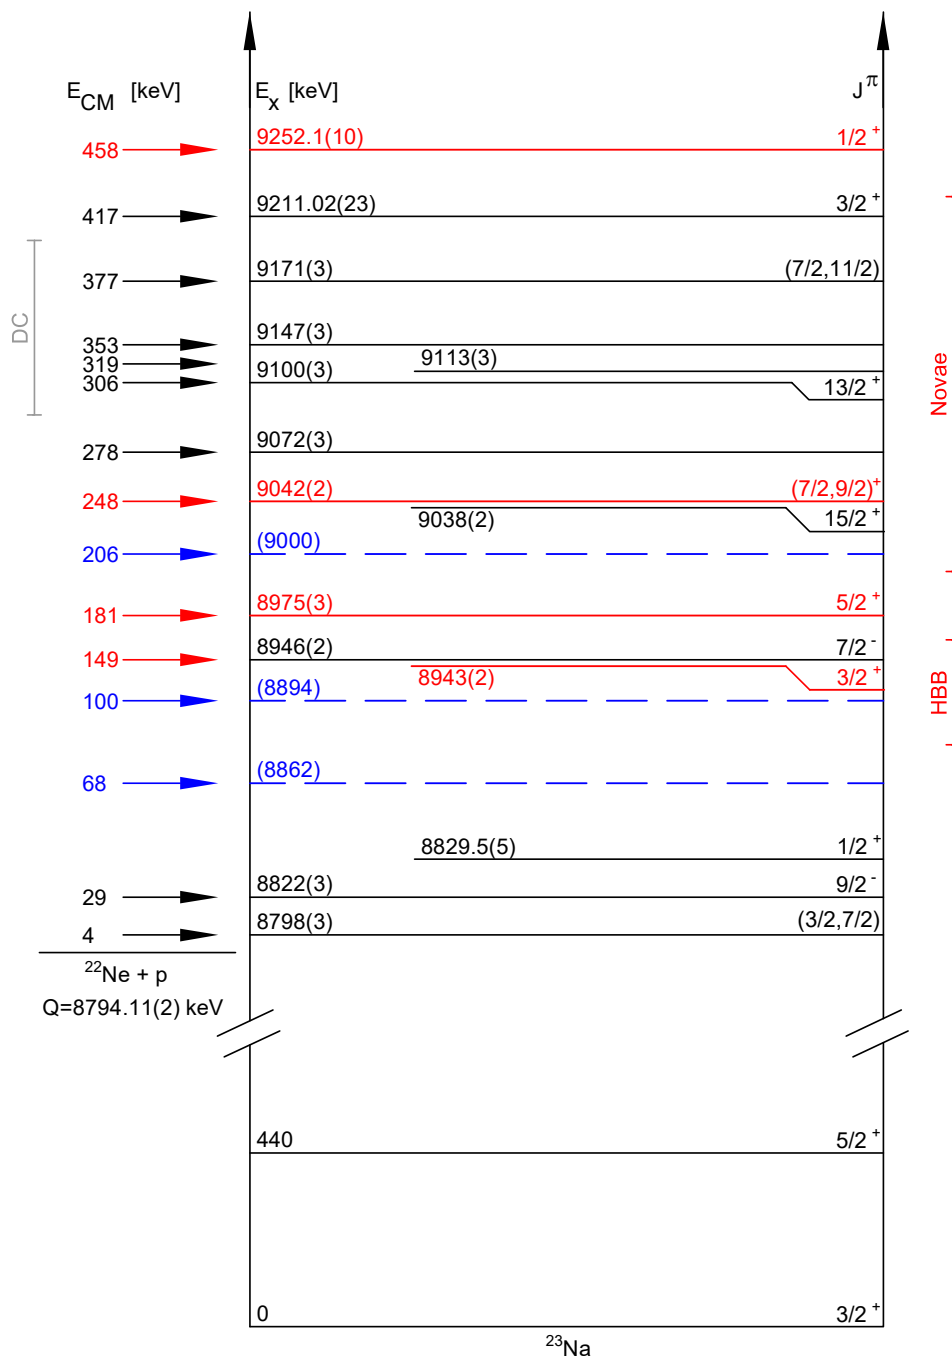 E_CM [keV] E_x [keV] J^π
458 9252.1(10) 1/2 +
417 9211.02(23) 3/2 +
377 9171(3) (7/2,11/2)
DC
353 9147(3)
319 9113(3)
306 9100(3) 13/2 +
Novae
278 9072(3)
248 9042(2) (7/2,9/2)+
9038(2) 15/2 +
206 (9000)
181 8975(3) 5/2 +
149 8946(2) 7/2 -
8943(2) 3/2 +
HBB
100 (8894)
68 (8862)
8829.5(5) 1/2 +
29 8822(3) 9/2 -
4 8798(3) (3/2,7/2)
22Ne + p
Q=8794.11(2) keV
440 5/2 +
0 3/2 +
23Na